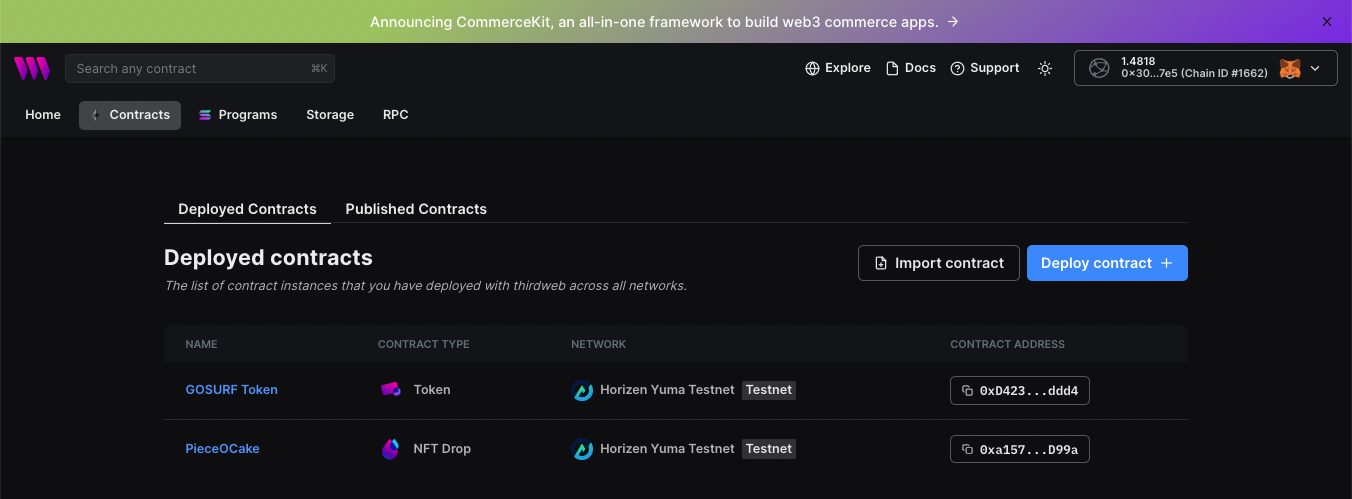 Announcing CommerceKit, an all-in-one framework to build web3 commerce apps. →
Search any contract ⌘K
Explore Docs Support
1.4818
0x30...7e5 (Chain ID #1662)
Home Contracts Programs Storage RPC
Deployed Contracts Published Contracts
Deployed contracts
Import contract Deploy contract +
The list of contract instances that you have deployed with thirdweb across all networks.
NAME CONTRACT TYPE NETWORK CONTRACT ADDRESS
GOSURF Token Token Horizen Yuma Testnet Testnet 0xD423...ddd4
PieceOCake NFT Drop Horizen Yuma Testnet Testnet 0xa157...D99a